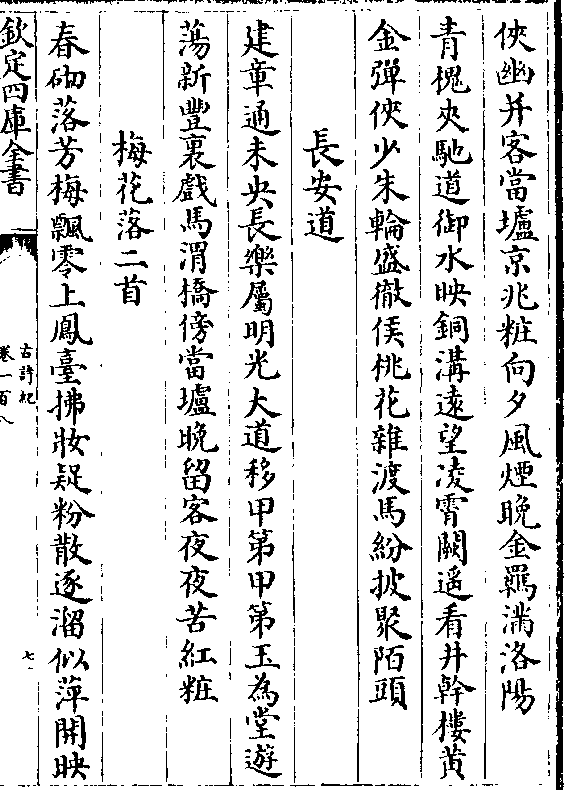 俠幽并客當壚京兆粧向夕風煙晚金羈滿洛陽
青槐夾馳道御水映銅溝遠望凌霄闕遥看井幹樓黄
金彈俠少朱輪盛徹侯桃花雜渡馬紛披聚陌頭
長安道
建章通未央長樂屬明光大道移甲第甲第玉為堂遊
蕩新豐裏戲馬渭橋傍當壚晚留客夜夜苦紅粧
梅花落二首
春砌落芳梅飄零上鳳臺拂妝疑粉散逐溜似萍開映
欽定四庫全書
古詩紀
卷一百八
七